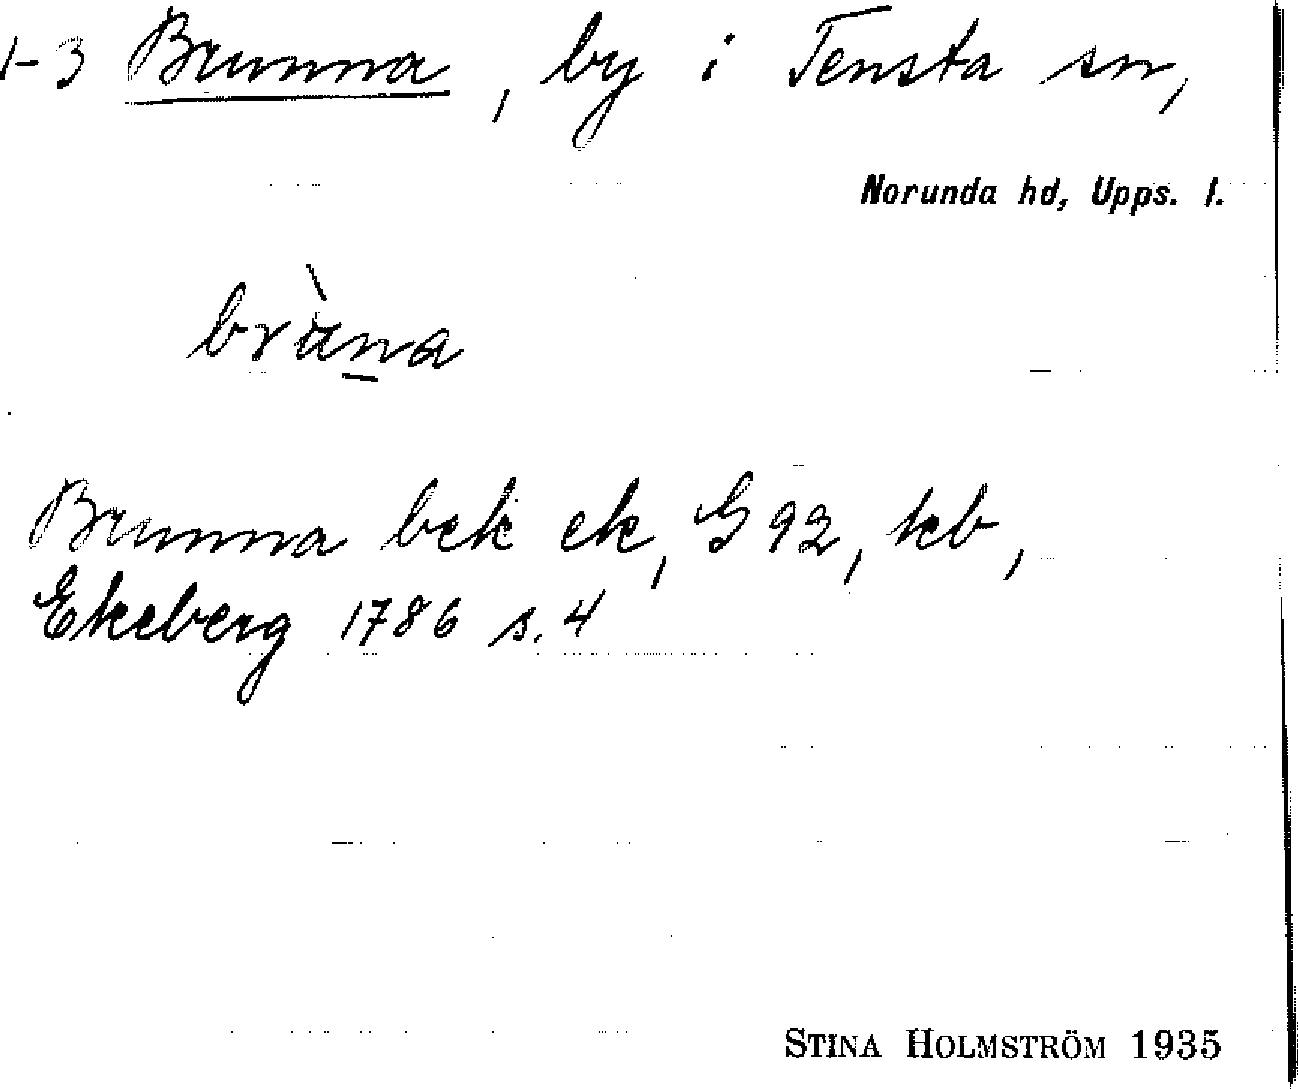 1-3 Brunna, by i Tensta sn,
Norunda hd, Upps. l.
bràna
Brunna bek ek, G 92, kb,
Ekeberg 1786 s. 4
STINA HOLMSTRÖM 1935